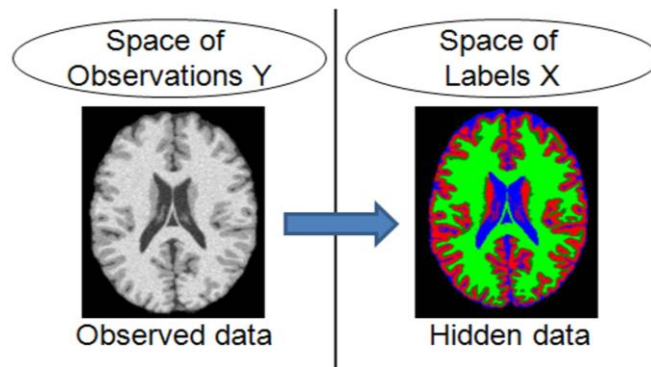 Space of
Observations Y
Space of
Labels X
Observed data
Hidden data